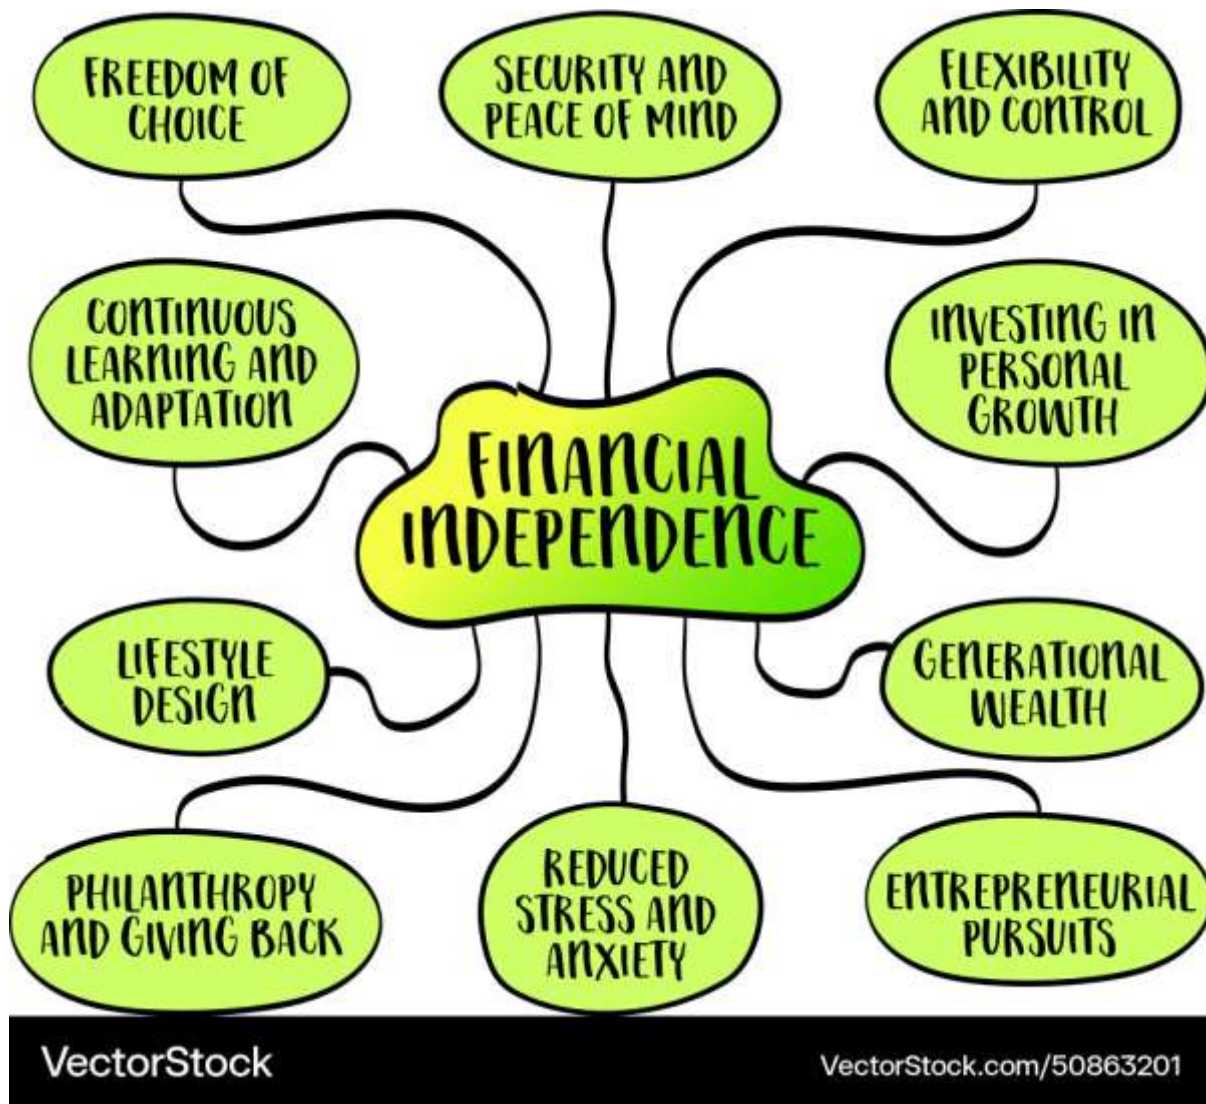 FREEDOM OF
CHOICE
SECURITY AND
PEACE OF MIND
FLEXIBILITY
AND CONTROL
CONTINUOUS
LEARNING AND
ADAPTATION
INVESTING IN
PERSONAL
GROWTH
FINANCIAL
INDEPENDENCE
LIFESTYLE
DESIGN
GENERATIONAL
WEALTH
PHILANTHROPY
AND GIVING BACK
REDUCED
STRESS AND
ANXIETY
ENTREPRENEURIAL
PURSUITS
VectorStock
VectorStock.com/50863201